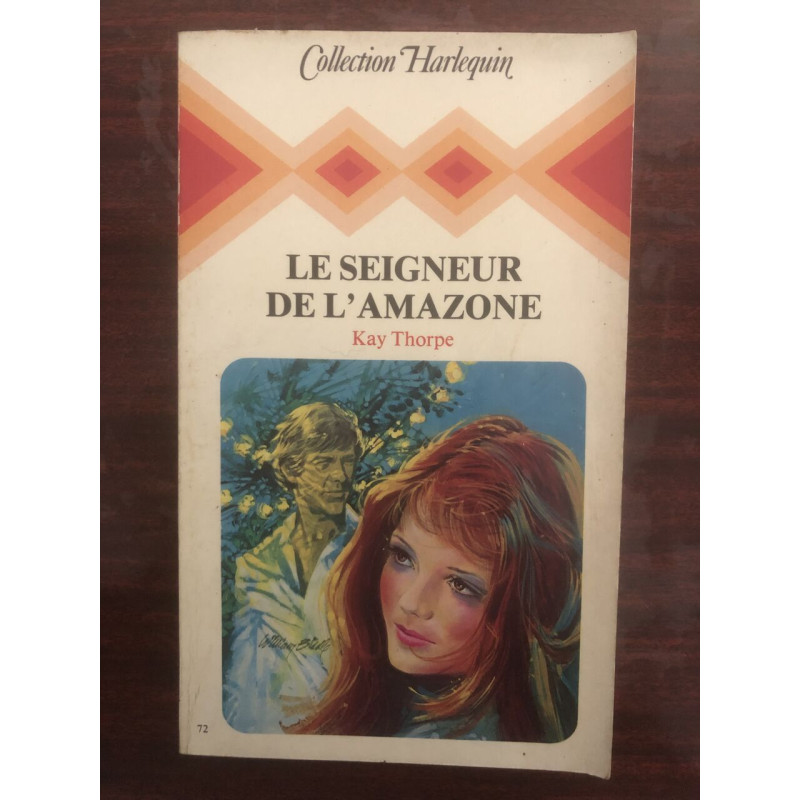 Collection Harlequin
LE SEIGNEUR
DE L'AMAZONE
Kay Thorpe
72